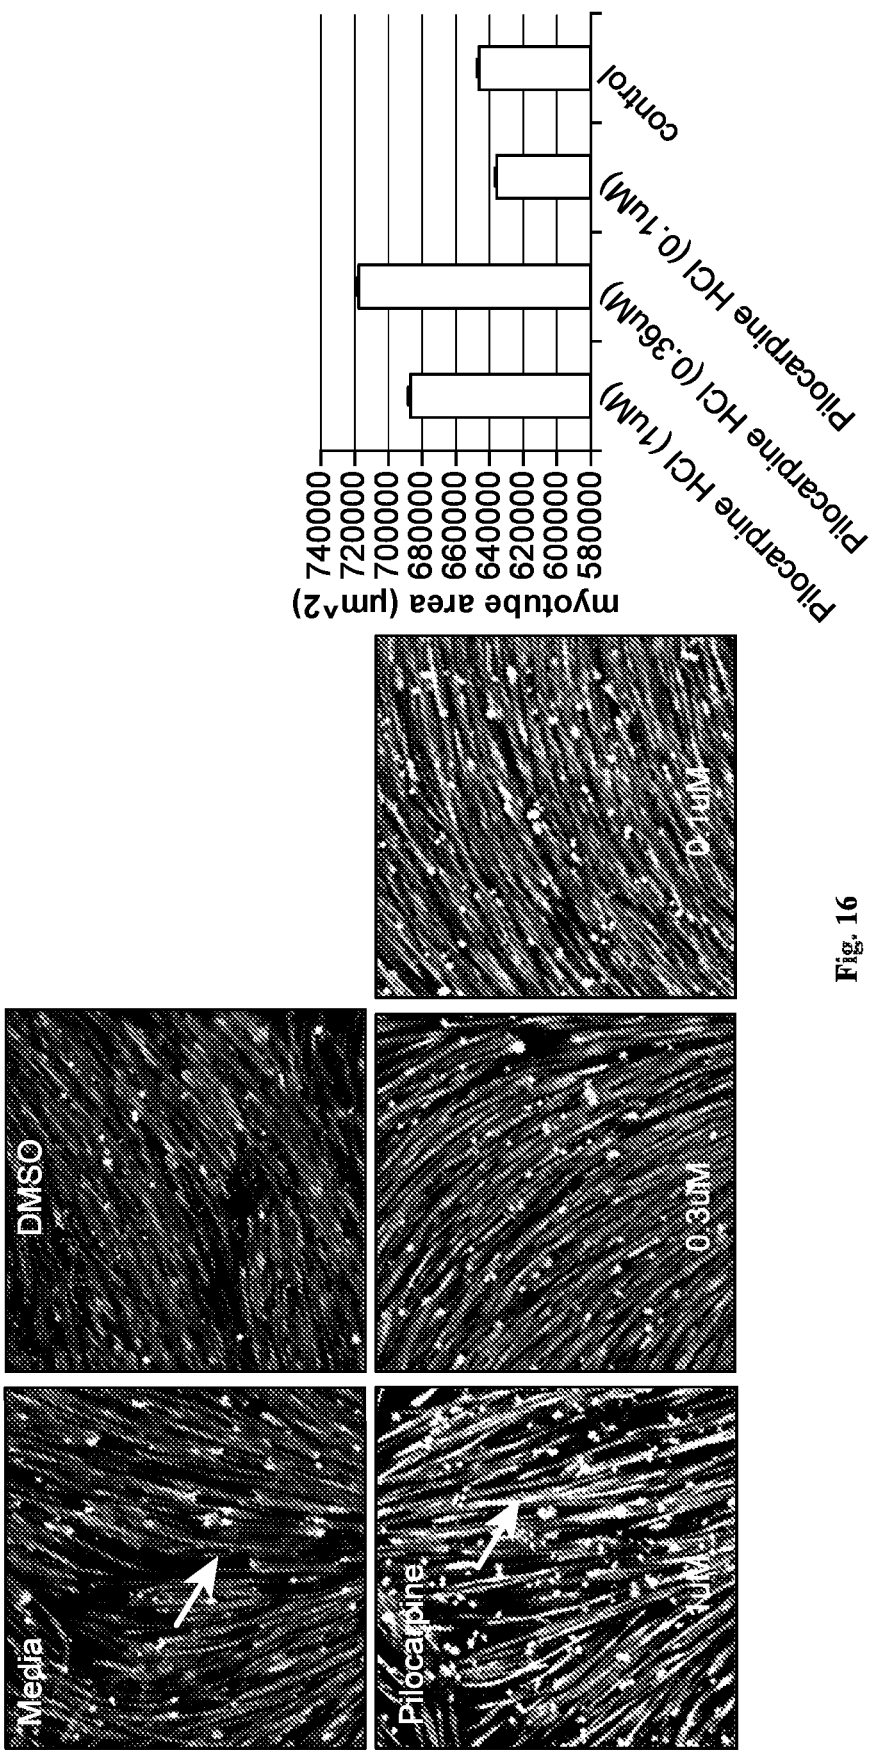 Media
DMSO
Pilocarpine
1uM
0.3uM
0.1uM
myotube area (µm^2)
740000
720000
700000
680000
660000
640000
620000
600000
580000
Pilocarpine HCl (1uM)
Pilocarpine HCl (0.36uM)
Pilocarpine HCl (0.1uM)
control
Fig. 16